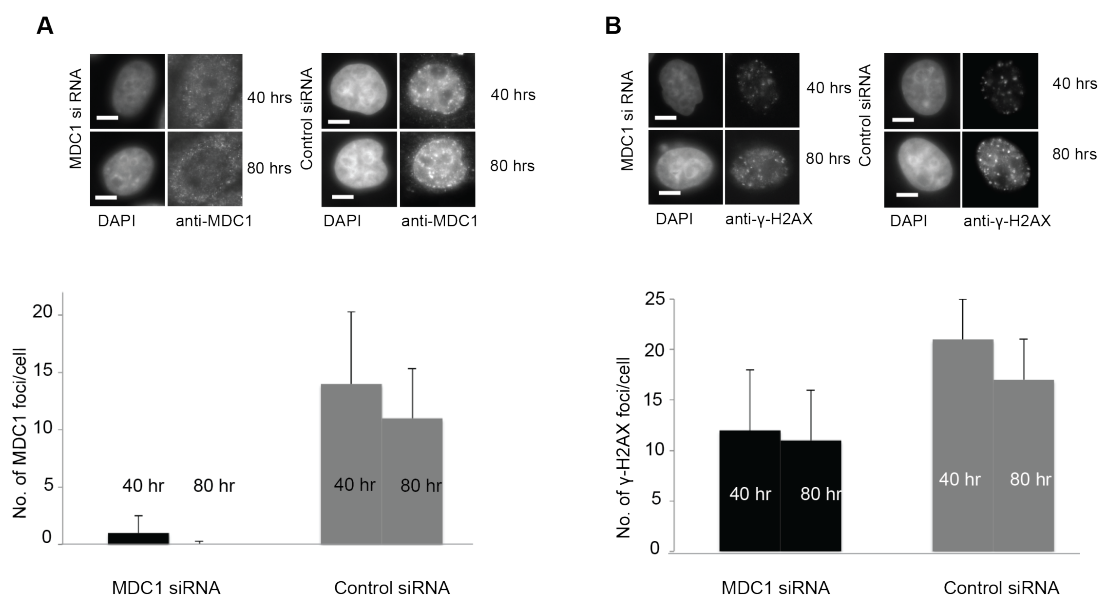 A
MDC1 si RNA
40 hrs
80 hrs
DAPI
anti-MDC1
Control siRNA
40 hrs
80 hrs
DAPI
anti-MDC1
No. of MDC1 foci/cell
20
15
10
5
0
40 hr
80 hr
40 hr
80 hr
MDC1 siRNA
Control siRNA
B
MDC1 si RNA
40 hrs
80 hrs
DAPI
anti-γ-H2AX
Control siRNA
40 hrs
80 hrs
DAPI
anti-γ-H2AX
No. of γ-H2AX foci/cell
25
20
15
10
5
0
40 hr
80 hr
40 hr
80 hr
MDC1 siRNA
Control siRNA